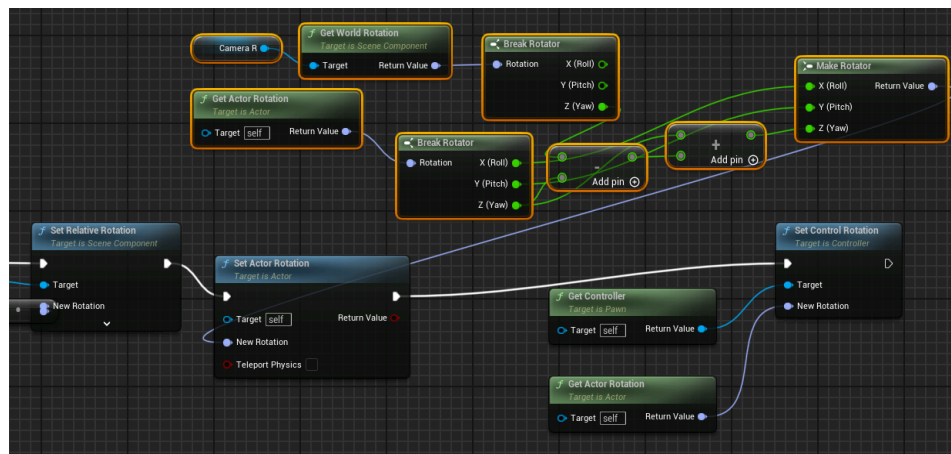 Camera R
f Get World Rotation
Target is Scene Component
Target
Return Value
Break Rotator
Rotation
X (Roll)
Y (Pitch)
Z (Yaw)
Make Rotator
X (Roll)
Return Value
Y (Pitch)
Z (Yaw)
f Get Actor Rotation
Target is Actor
Target self
Return Value
Break Rotator
Rotation
X (Roll)
Y (Pitch)
Z (Yaw)
-
Add pin
+
Add pin
f Set Relative Rotation
Target is Scene Component
Target
New Rotation
f Set Actor Rotation
Target is Actor
Target self
Return Value
New Rotation
Teleport Physics
f Set Control Rotation
Target is Controller
Target
New Rotation
f Get Controller
Target is Pawn
Target self
Return Value
f Get Actor Rotation
Target is Actor
Target self
Return Value